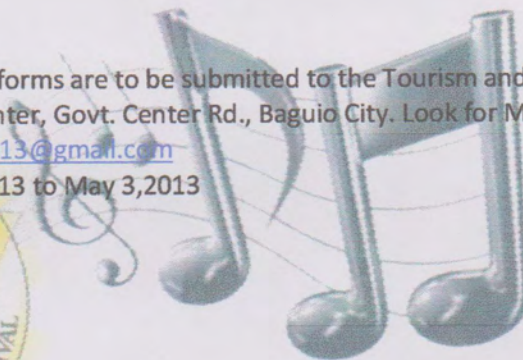 forms are to be submitted to the Tourism and
nter, Govt. Center Rd., Baguio City. Look for M
13@gmail.com
13 to May 3,2013
VAL